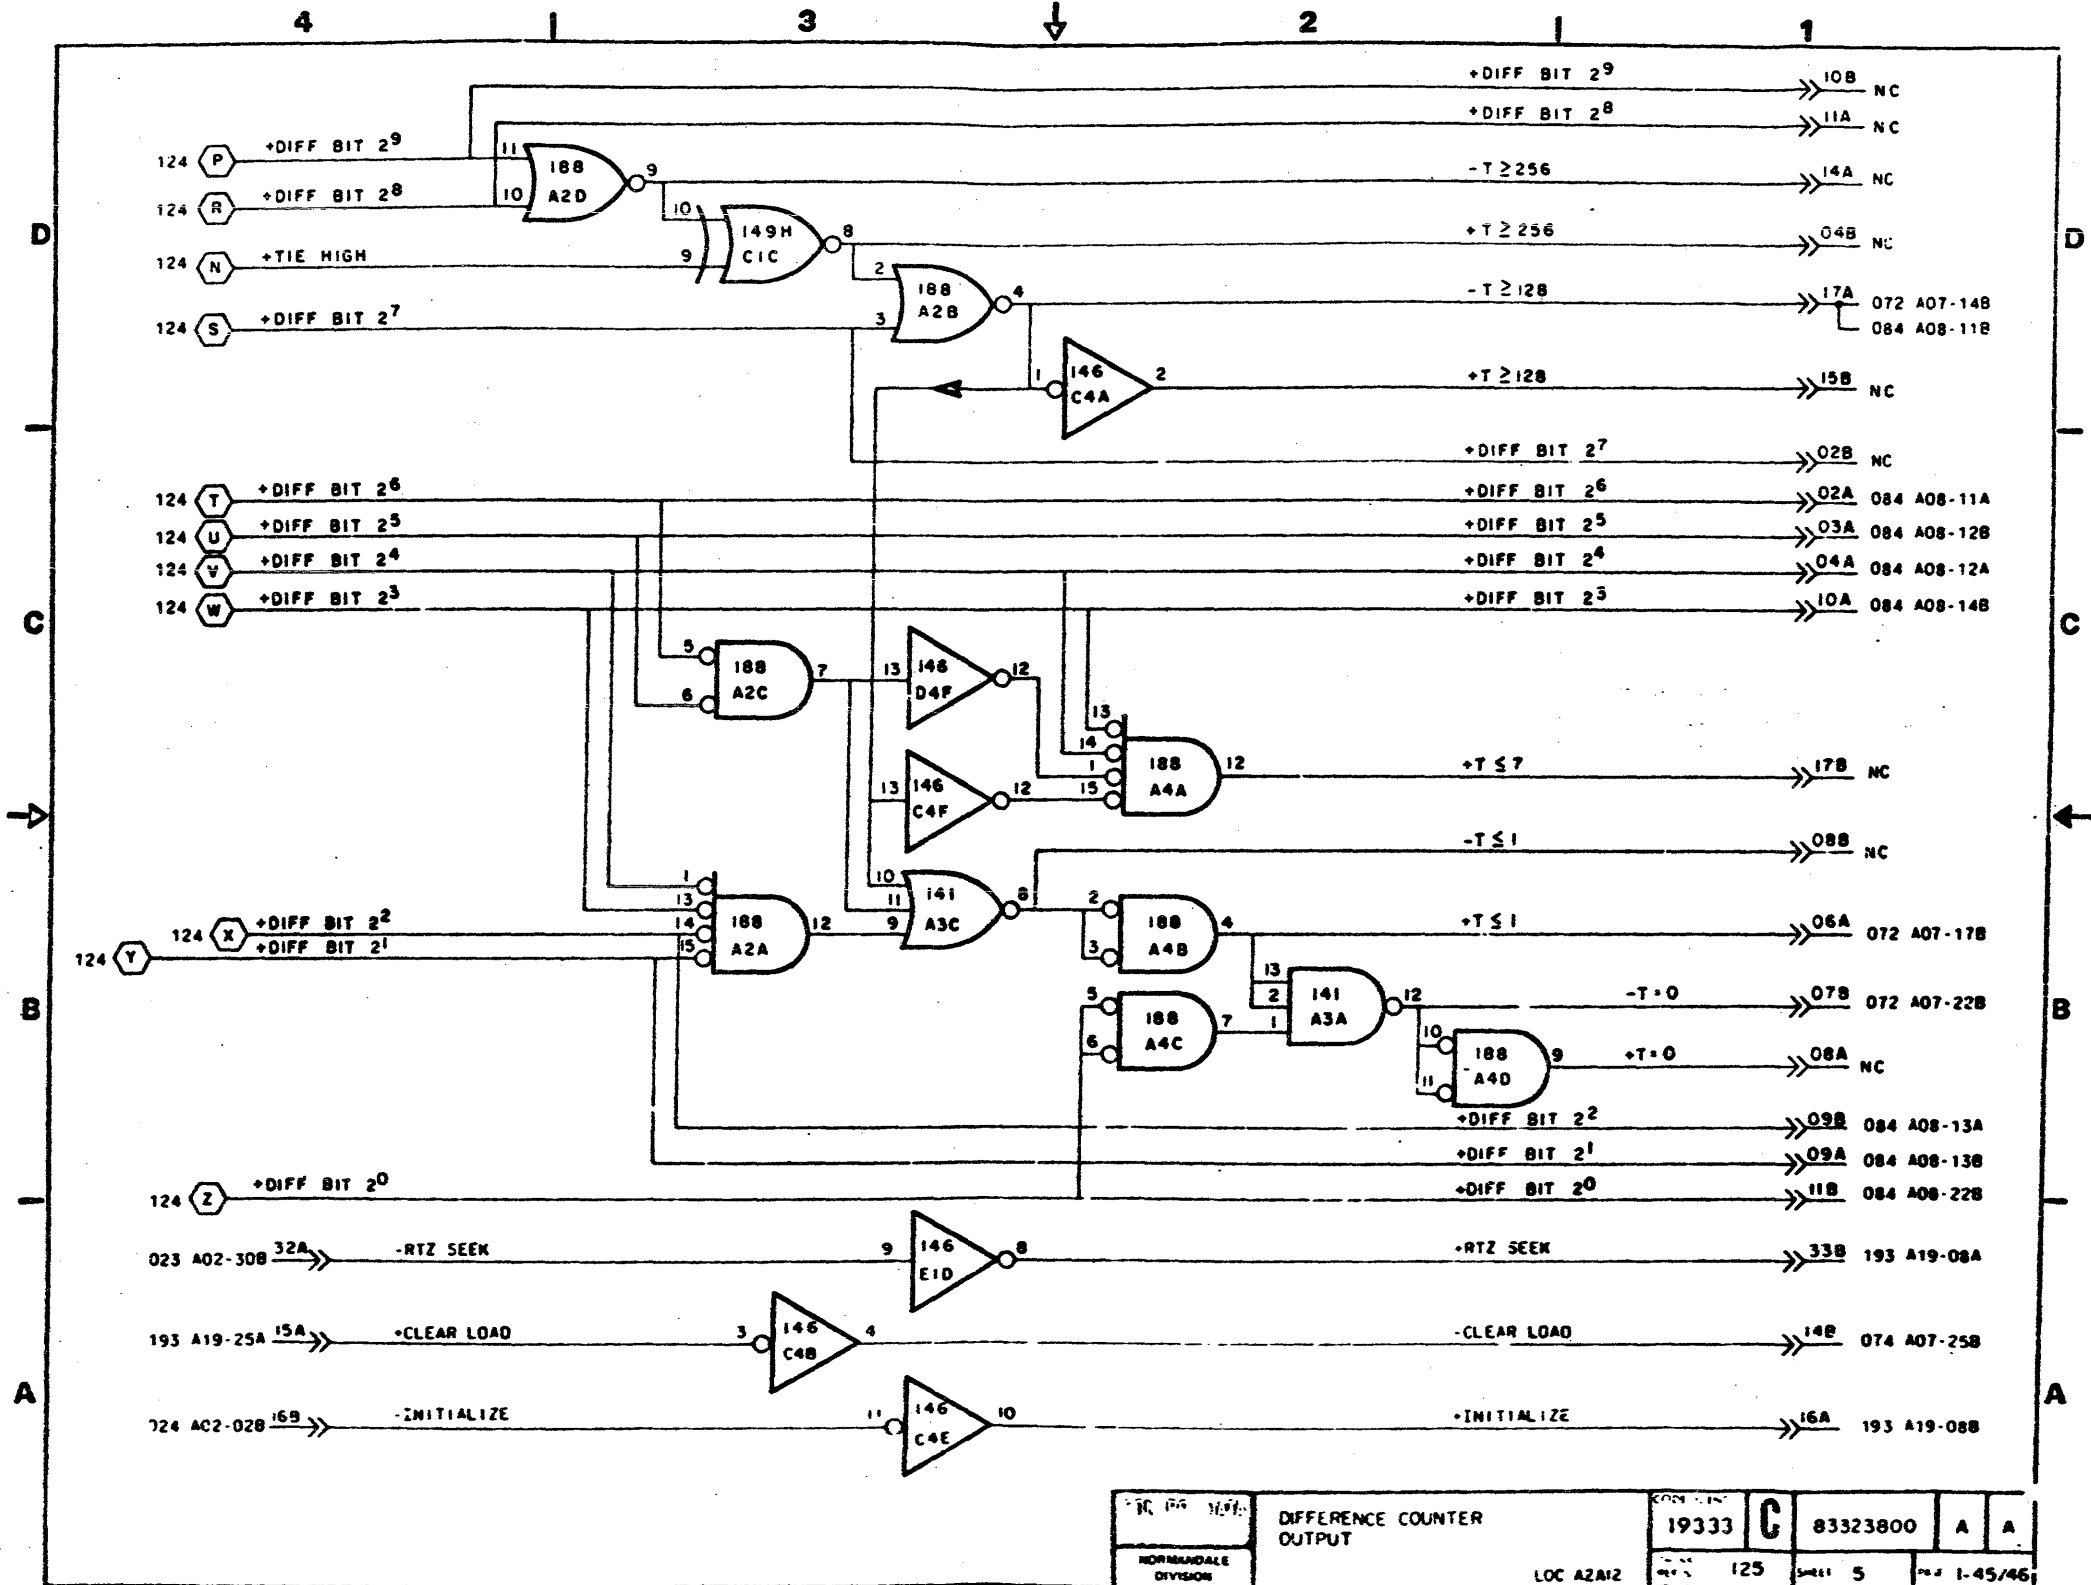 4 3 2 1
+DIFF BIT 2⁹ 10B NC
+DIFF BIT 2⁸ 11A NC
124 P +DIFF BIT 2⁹ 11 188 A2D 9 -T ≥ 256 14A NC
124 R +DIFF BIT 2⁸ 10
D 10 149H C1C 8 +T ≥ 256 04B NC D
124 N +TIE HIGH 9
2 188 A2B 4 -T ≥ 128 17A 072 A07-14B
124 S +DIFF BIT 2⁷ 3 084 A08-11B
1 146 C4A 2 +T ≥ 128 15B NC
+DIFF BIT 2⁷ 02B NC
124 T +DIFF BIT 2⁶ +DIFF BIT 2⁶ 02A 084 A08-11A
124 U +DIFF BIT 2⁵ +DIFF BIT 2⁵ 03A 084 A08-12B
124 V +DIFF BIT 2⁴ +DIFF BIT 2⁴ 04A 084 A08-12A
124 W +DIFF BIT 2³ +DIFF BIT 2³ 10A 084 A08-14B
C C
5 6 188 A2C 7 13 146 D4F 12
13 14 1 15 188 A4A 12 +T ≤ 7 17B NC
13 146 C4F 12
-T ≤ 1 08B NC
1 13 14 15 188 A2A 12 10 11 9 141 A3C 8 2 3 188 A4B 4 +T ≤ 1 06A 072 A07-17B
124 X +DIFF BIT 2²
124 Y +DIFF BIT 2¹
B 13 2 1 141 A3A 12 -T=0 07B 072 A07-22B B
5 6 188 A4C 7
10 11 188 A4D 9 +T=0 08A NC
+DIFF BIT 2² 09B 084 A08-13A
+DIFF BIT 2¹ 09A 084 A08-13B
124 Z +DIFF BIT 2⁰ +DIFF BIT 2⁰ 11B 084 A08-22B
023 A02-30B 32A -RTZ SEEK 9 146 E1D 8 +RTZ SEEK 33B 193 A19-08A
193 A19-25A 15A +CLEAR LOAD 3 146 C4B 4 -CLEAR LOAD 14B 074 A07-25B
A A
024 A02-02B 16B -INITIALIZE 11 146 C4E 10 +INITIALIZE 16A 193 A19-08B
DIFFERENCE COUNTER
OUTPUT
19333 C 83323800 A A
NORMANDALE
DIVISION
LOC A2A12 125 SHEET 5 1-45/46